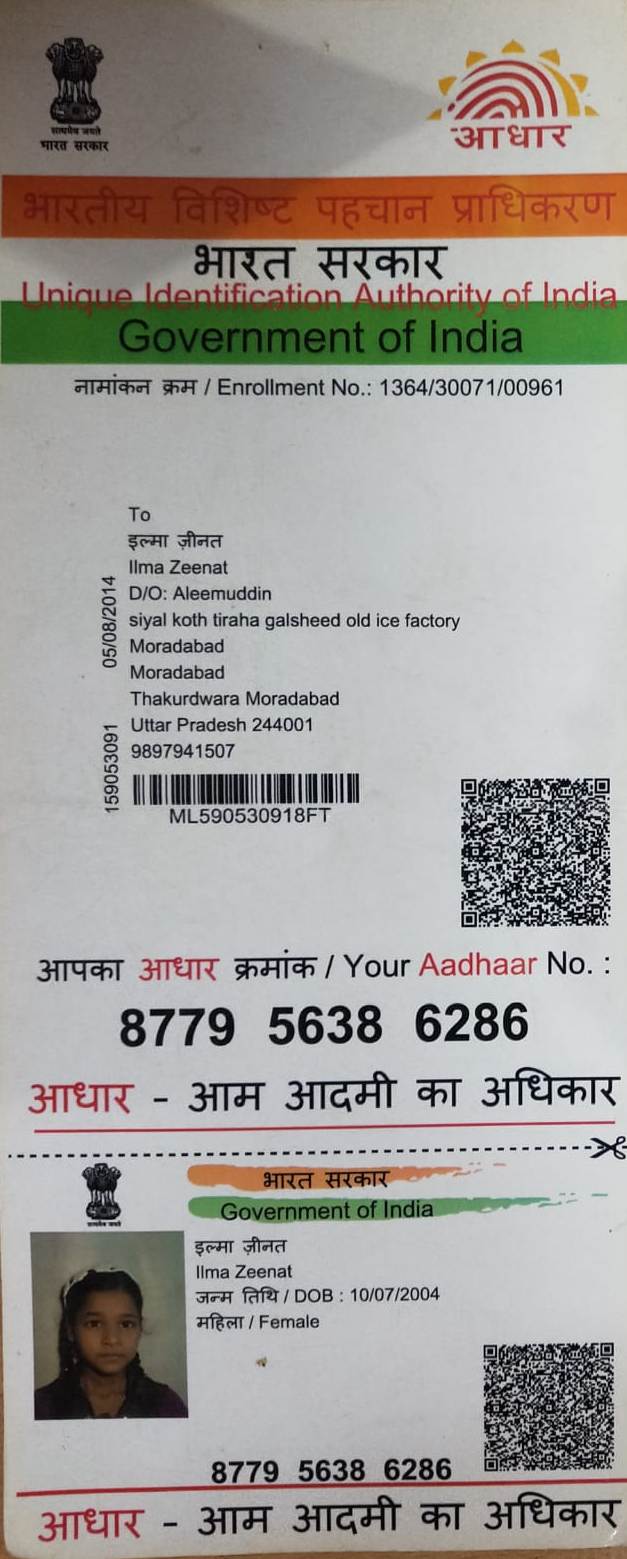 सत्यमेव जयते
भारत सरकार
आधार
भारतीय विशिष्ट पहचान प्राधिकरण
भारत सरकार
Unique Identification Authority of India
Government of India
नामांकन क्रम / Enrollment No.: 1364/30071/00961
To
इल्मा ज़ीनत
Ilma Zeenat
D/O: Aleemuddin
siyal koth tiraha galsheed old ice factory
Moradabad
Moradabad
Thakurdwara Moradabad
Uttar Pradesh 244001
9897941507
05/08/2014
159053091
ML590530918FT
आपका आधार क्रमांक / Your Aadhaar No. :
8779 5638 6286
आधार - आम आदमी का अधिकार
सत्यमेव जयते
भारत सरकार
Government of India
इल्मा ज़ीनत
Ilma Zeenat
जन्म तिथि / DOB : 10/07/2004
महिला / Female
8779 5638 6286
आधार - आम आदमी का अधिकार